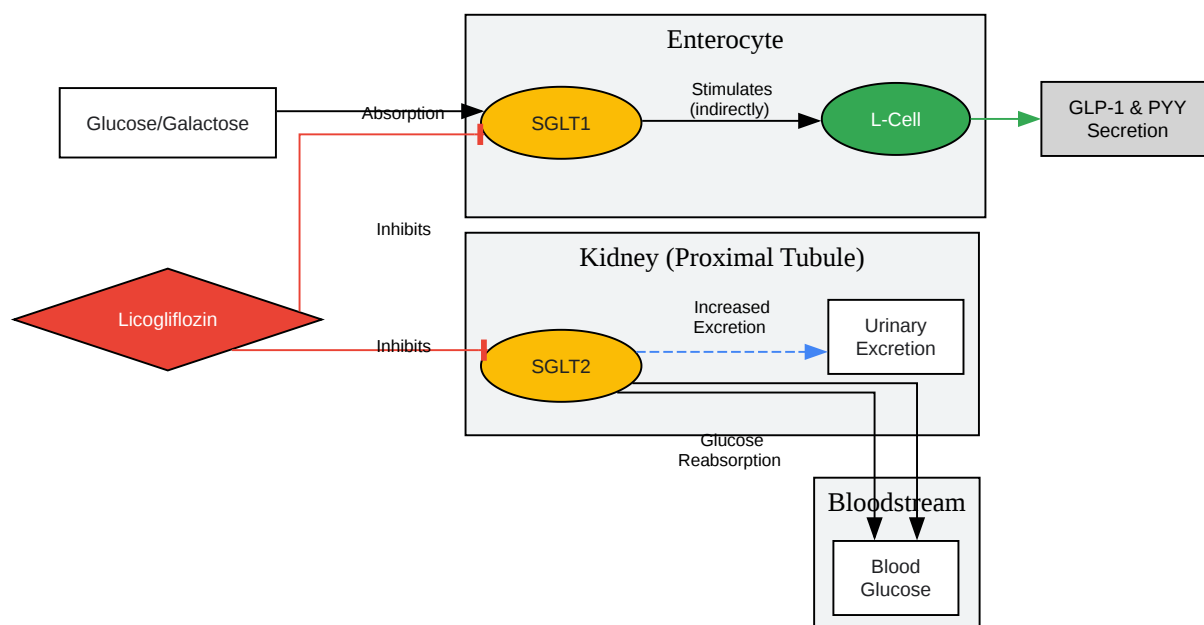 Enterocyte
Glucose/Galactose
Absorption
SGLT1
Stimulates
(indirectly)
L-Cell
GLP-1 & PYY
Secretion
Inhibits
Kidney (Proximal Tubule)
Licogliflozin
Inhibits
SGLT2
Increased
Excretion
Urinary
Excretion
Glucose
Reabsorption
Bloodstream
Blood
Glucose